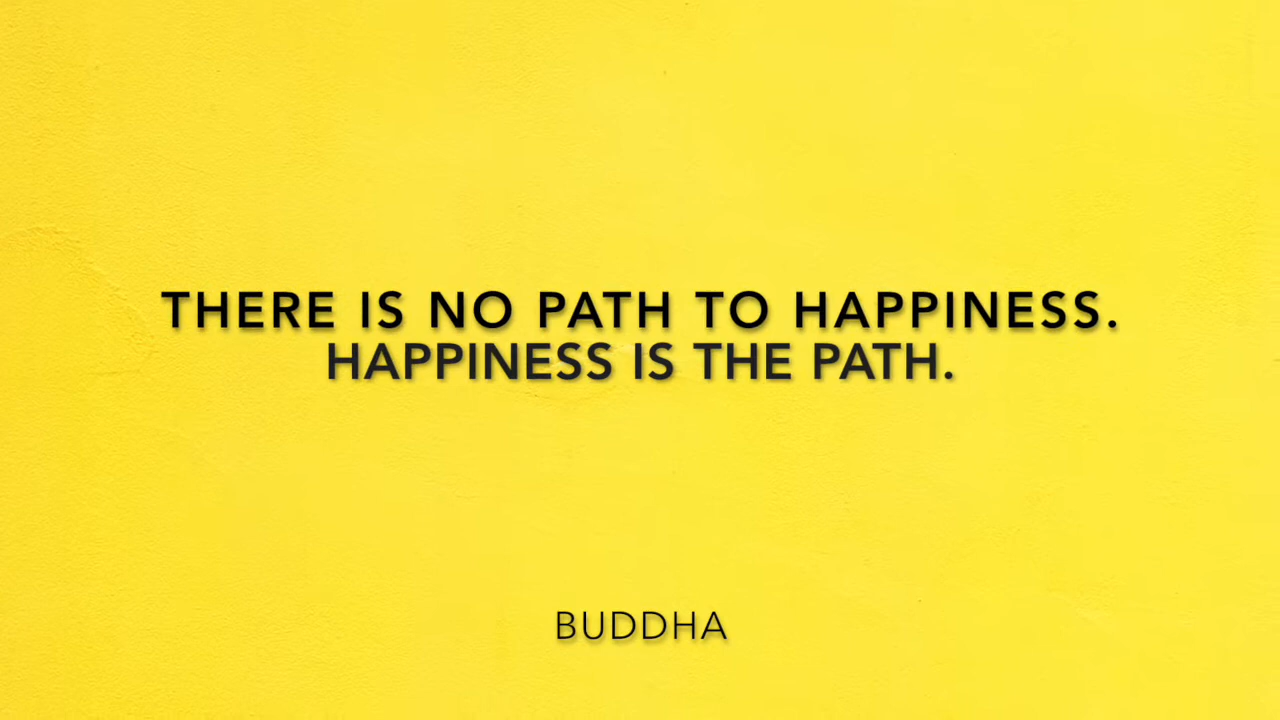 THERE IS NO PATH TO HAPPINESS.
HAPPINESS IS THE PATH.
BUDDHA